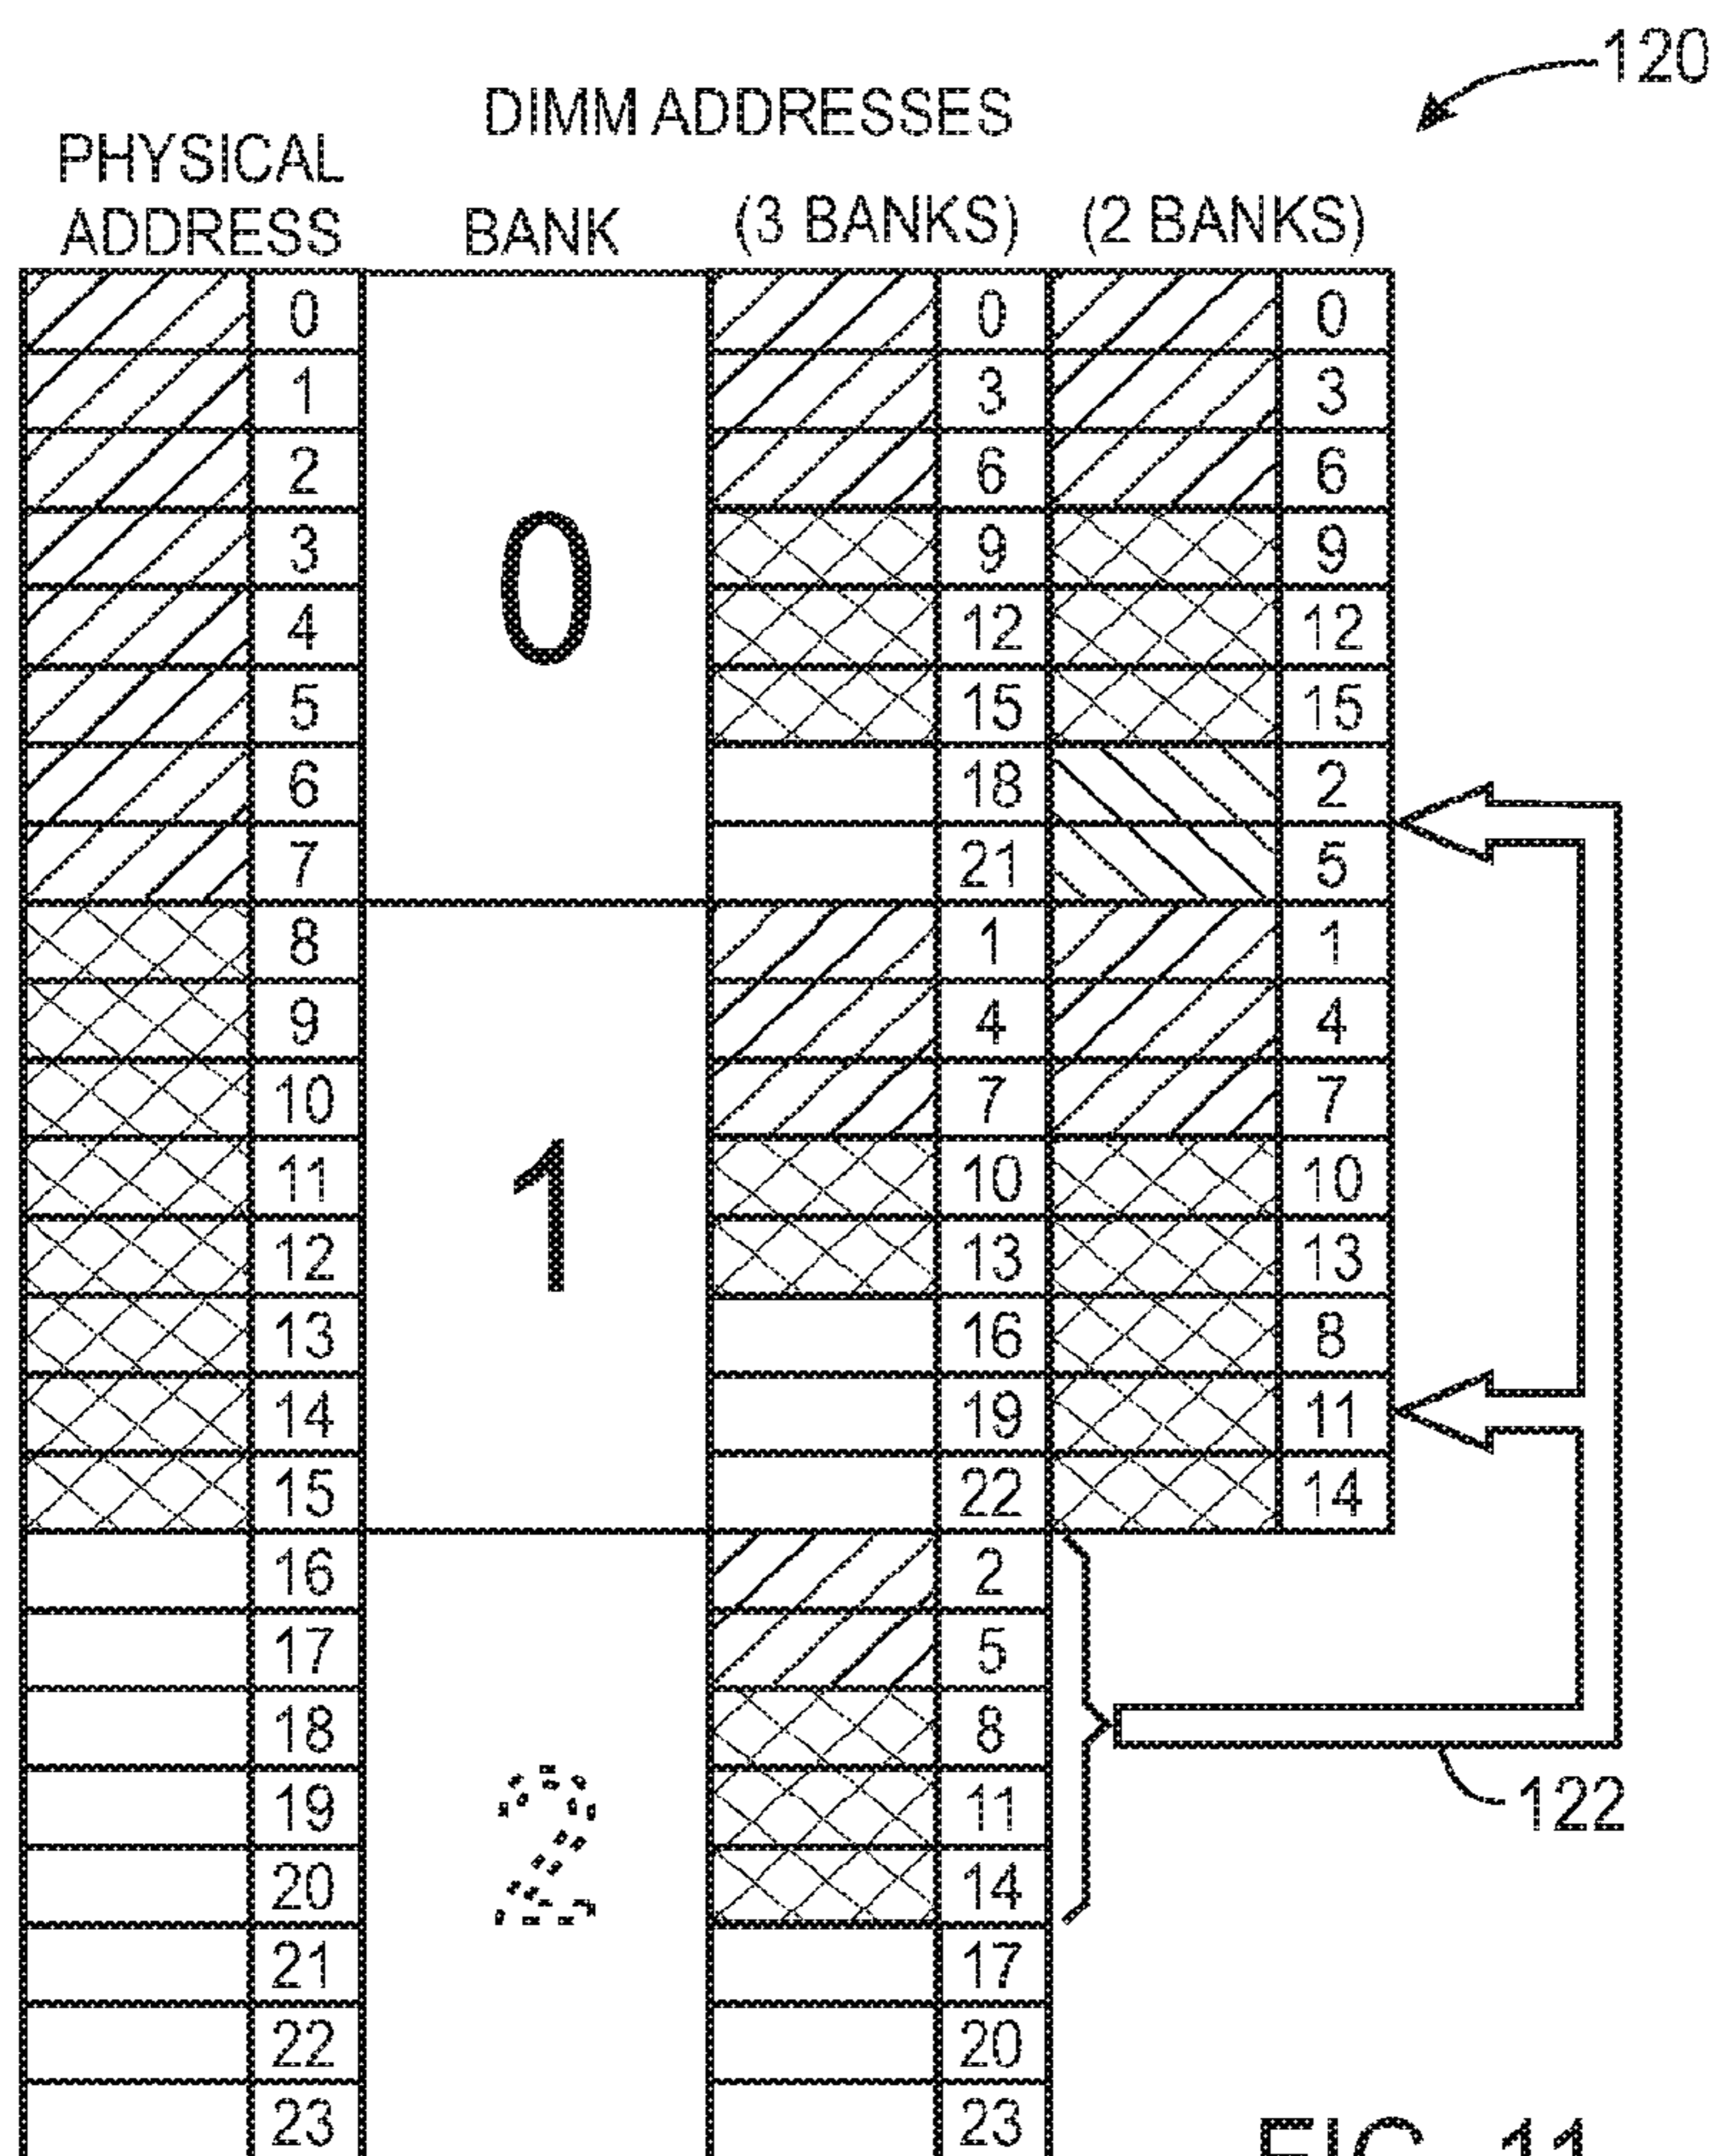 120
DIMM ADDRESSES
PHYSICAL
ADDRESS BANK (3 BANKS) (2 BANKS)
0 0 0
1 3 3
2 6 6
3 9 9
0
4 12 12
5 15 15
6 18 2
7 21 5
8 1 1
9 4 4
10 7 7
11 10 10
1
12 13 13
13 16 8
14 19 11
15 22 14
16 2
17 5
18 8
19 11
122
2
20 14
21 17
22 20
23 23
FIG. 11